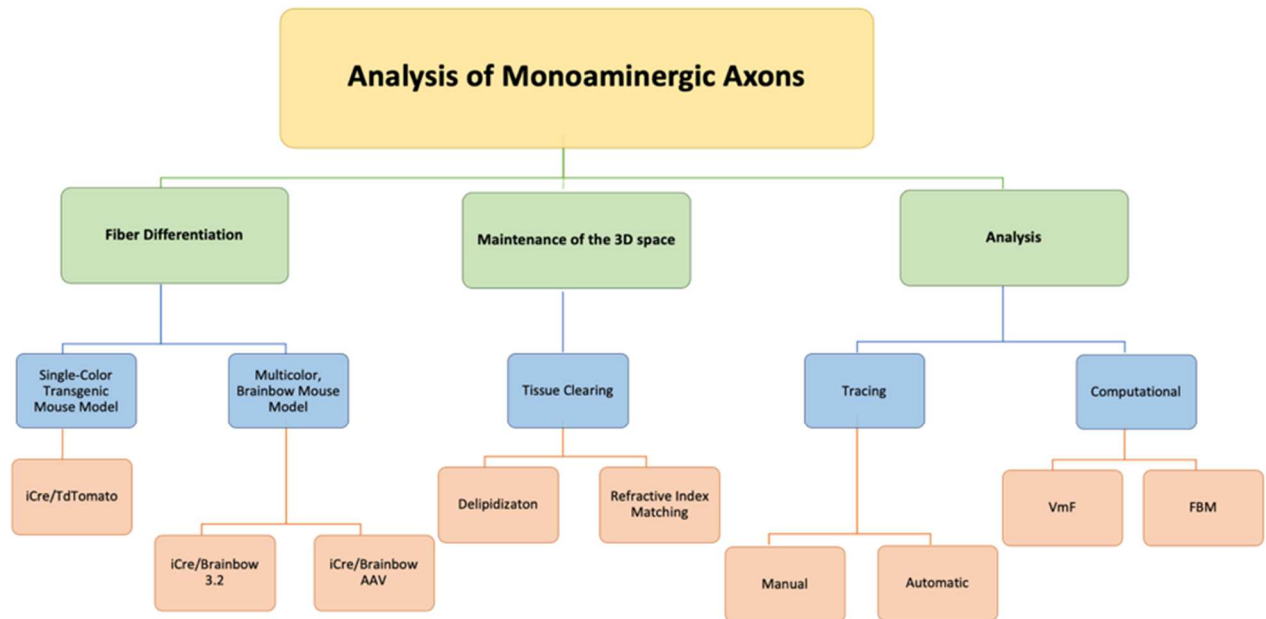 Analysis of Monoaminergic Axons
Fiber Differentiation
Maintenance of the 3D space
Analysis
Single-Color
Transgenic
Mouse Model
Multicolor,
Brainbow Mouse
Model
Tissue Clearing
Tracing
Computational
iCre/TdTomato
Delipidizaton
Refractive Index
Matching
VmF
FBM
iCre/Brainbow
3.2
iCre/Brainbow
AAV
Manual
Automatic